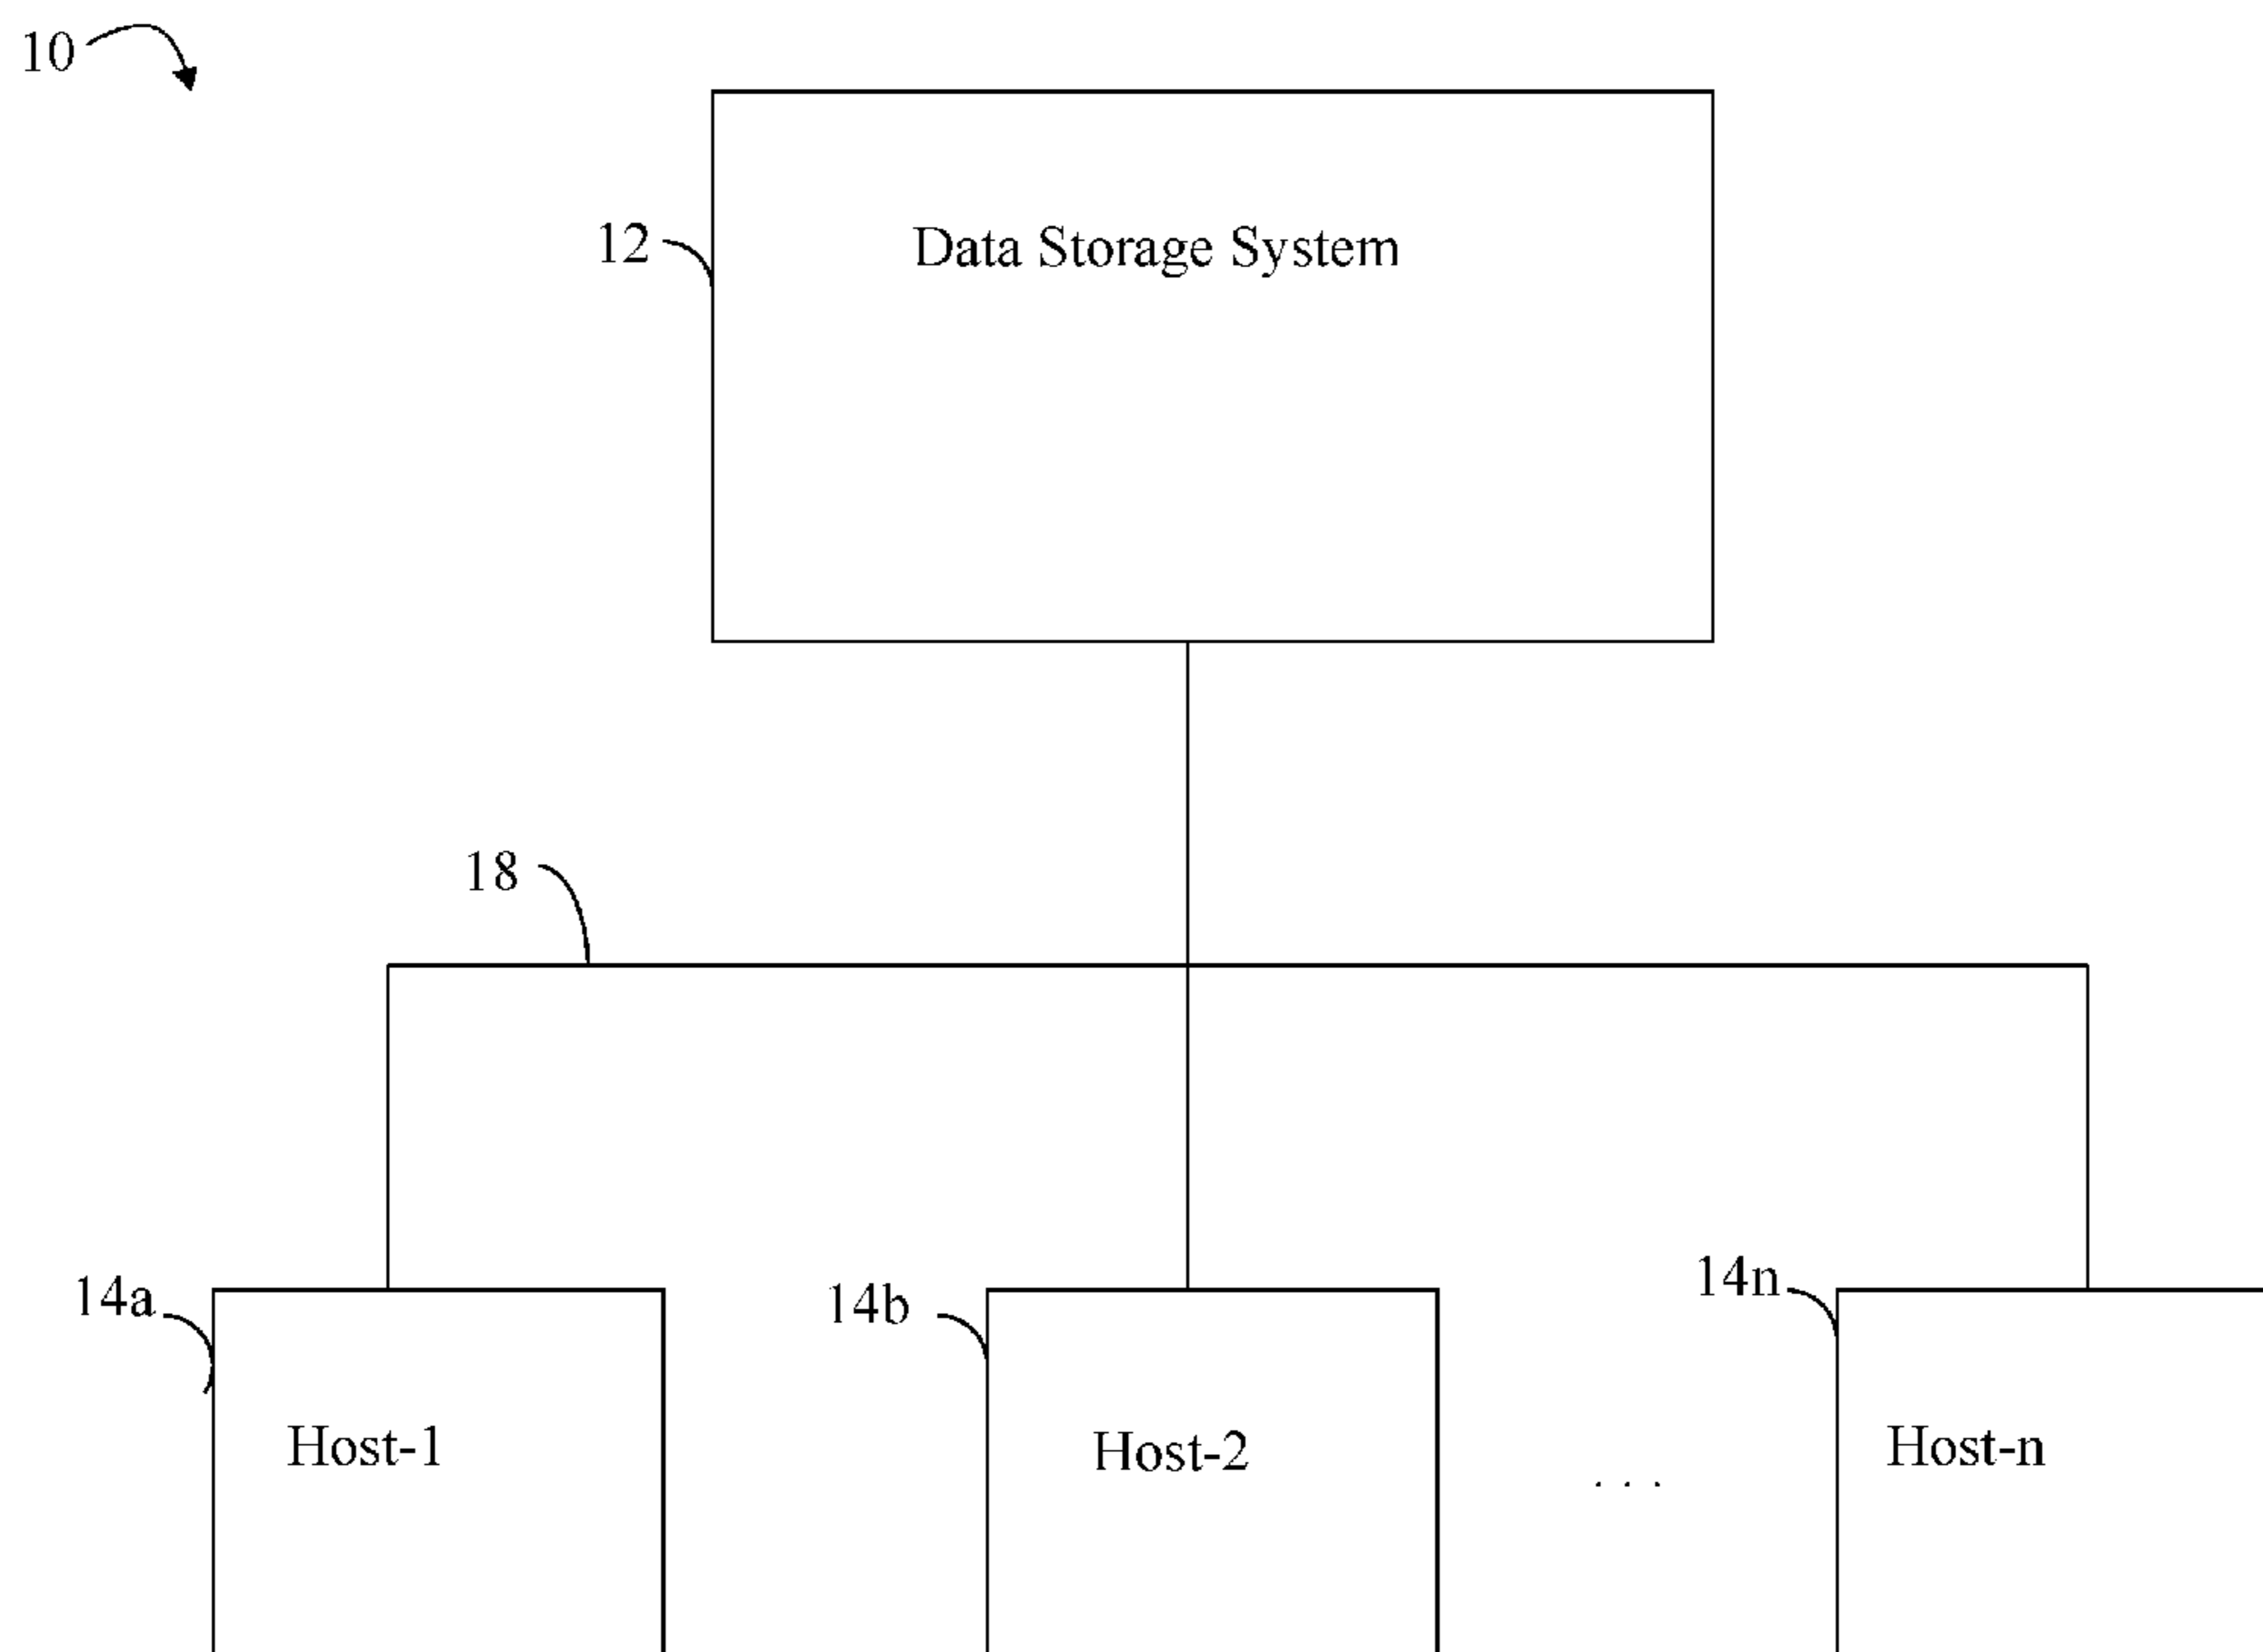 10
12
Data Storage System
18
14a
14b
14n
Host-1
Host-2
. . .
Host-n